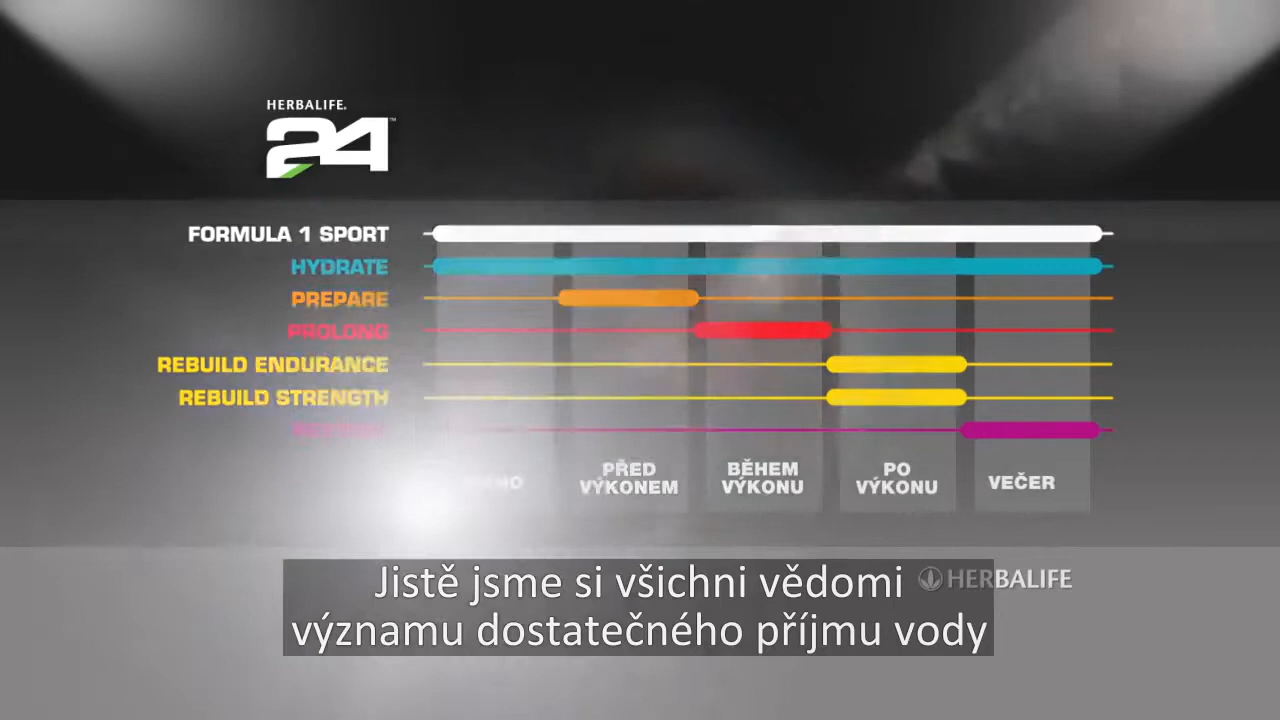 HERBALIFE.
24™
FORMULA 1 SPORT
HYDRATE
PREPARE
PROLONG
REBUILD ENDURANCE
REBUILD STRENGTH
PŘED
VÝKONEM
BĚHEM
VÝKONU
PO
VÝKONU
VEČER
HERBALIFE
Jistě jsme si všichni vědomi
významu dostatečného příjmu vody